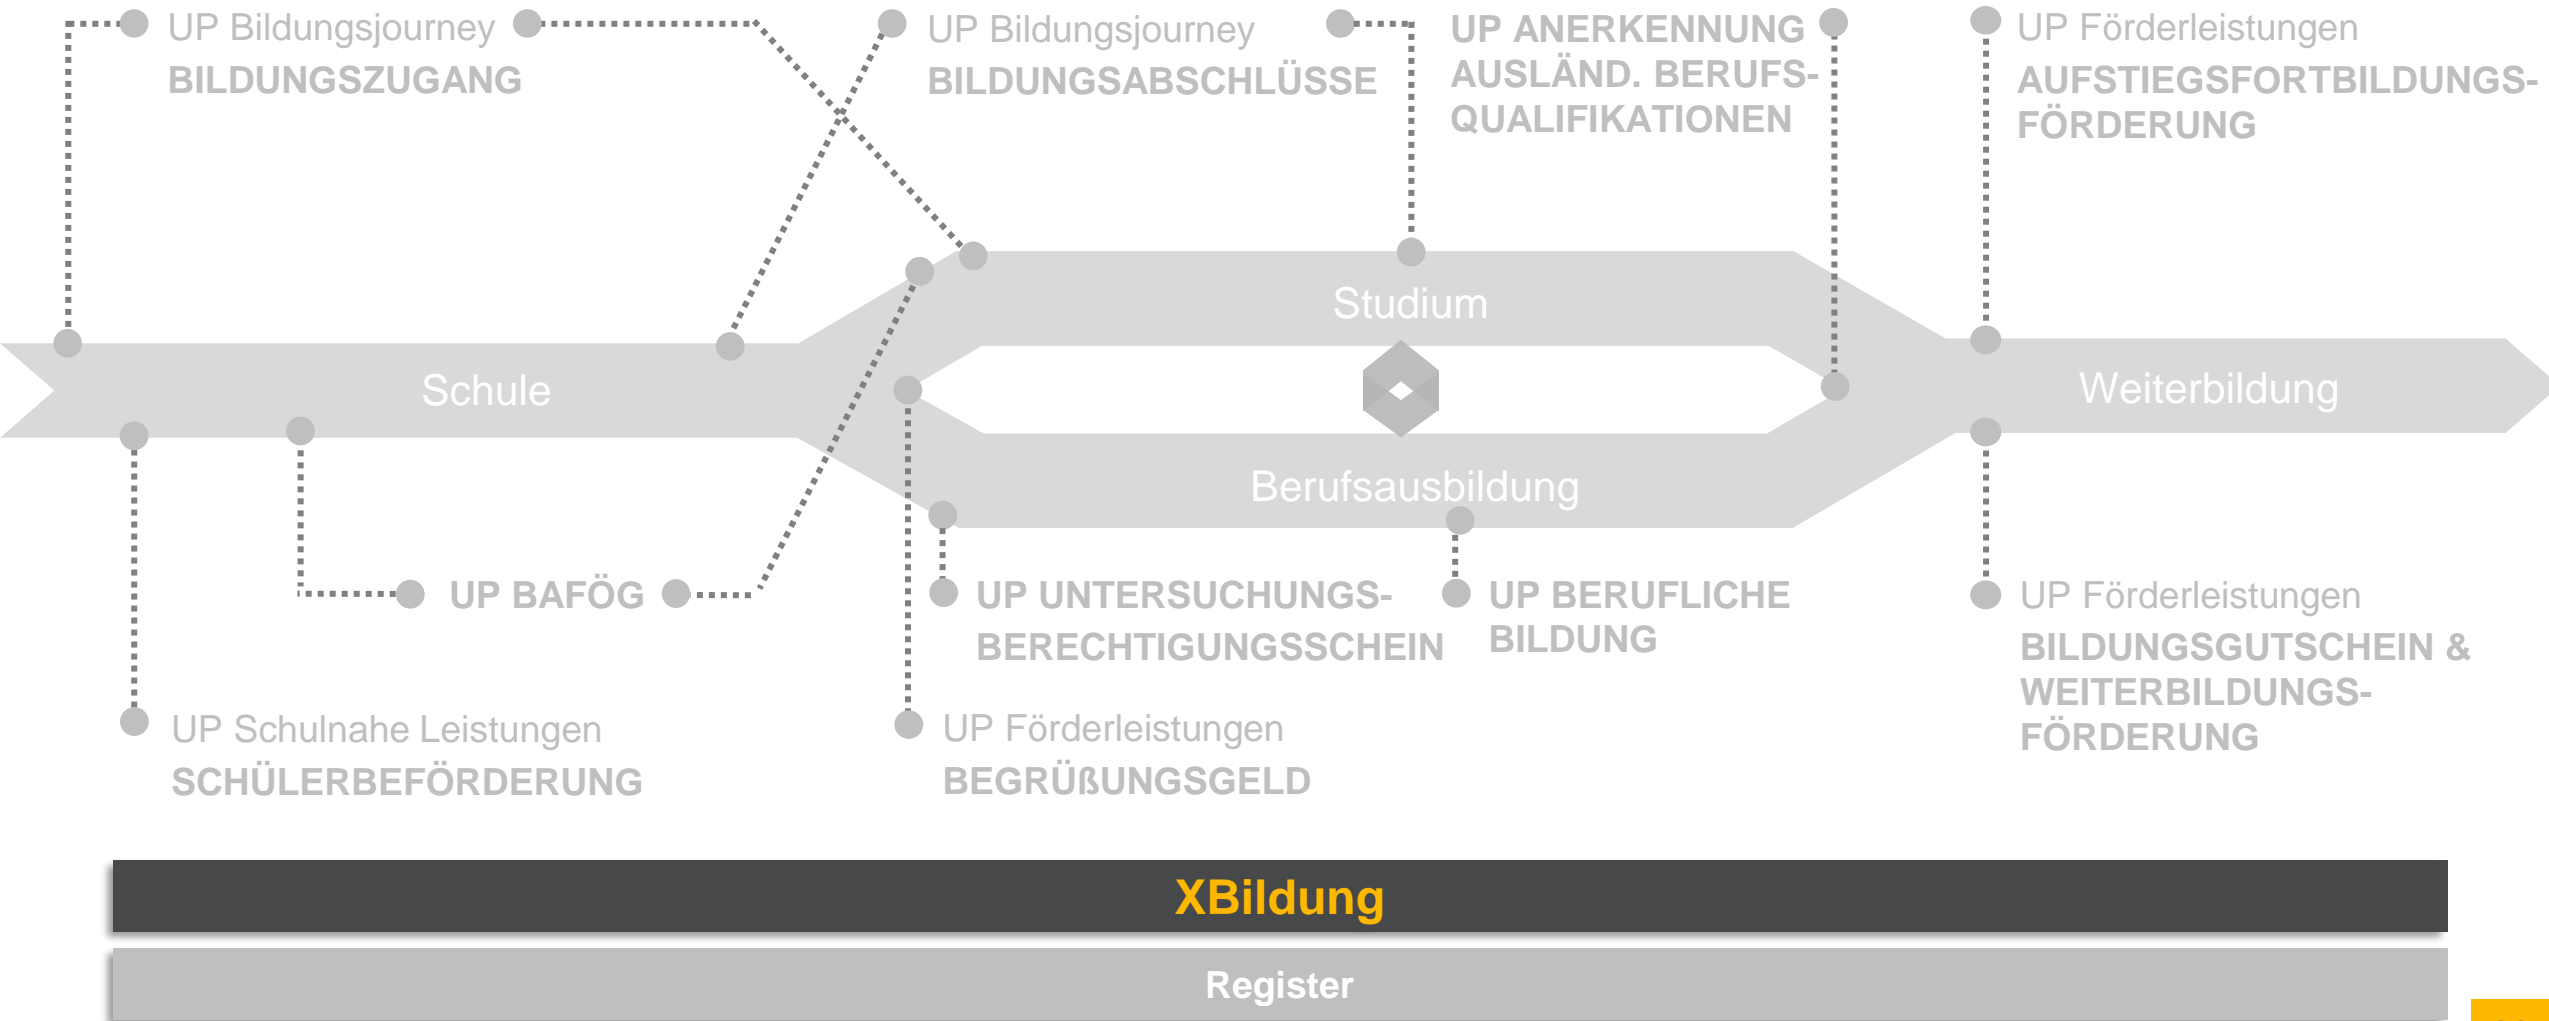 UP Bildungsjourney
BILDUNGSZUGANG
UP Bildungsjourney
BILDUNGSABSCHLÜSSE
UP ANERKENNUNG
AUSLÄND. BERUFS-
QUALIFIKATIONEN
UP Förderleistungen
AUFSTIEGSFORTBILDUNGS-
FÖRDERUNG
Studium
Schule
Weiterbildung
Berufsausbildung
UP BAFÖG
UP UNTERSUCHUNGS-
BERECHTIGUNGSSCHEIN
UP BERUFLICHE
BILDUNG
UP Förderleistungen
BILDUNGSGUTSCHEIN &
WEITERBILDUNGS-
FÖRDERUNG
UP Schulnahe Leistungen
SCHÜLERBEFÖRDERUNG
UP Förderleistungen
BEGRÜßUNGSGELD
XBildung
Register